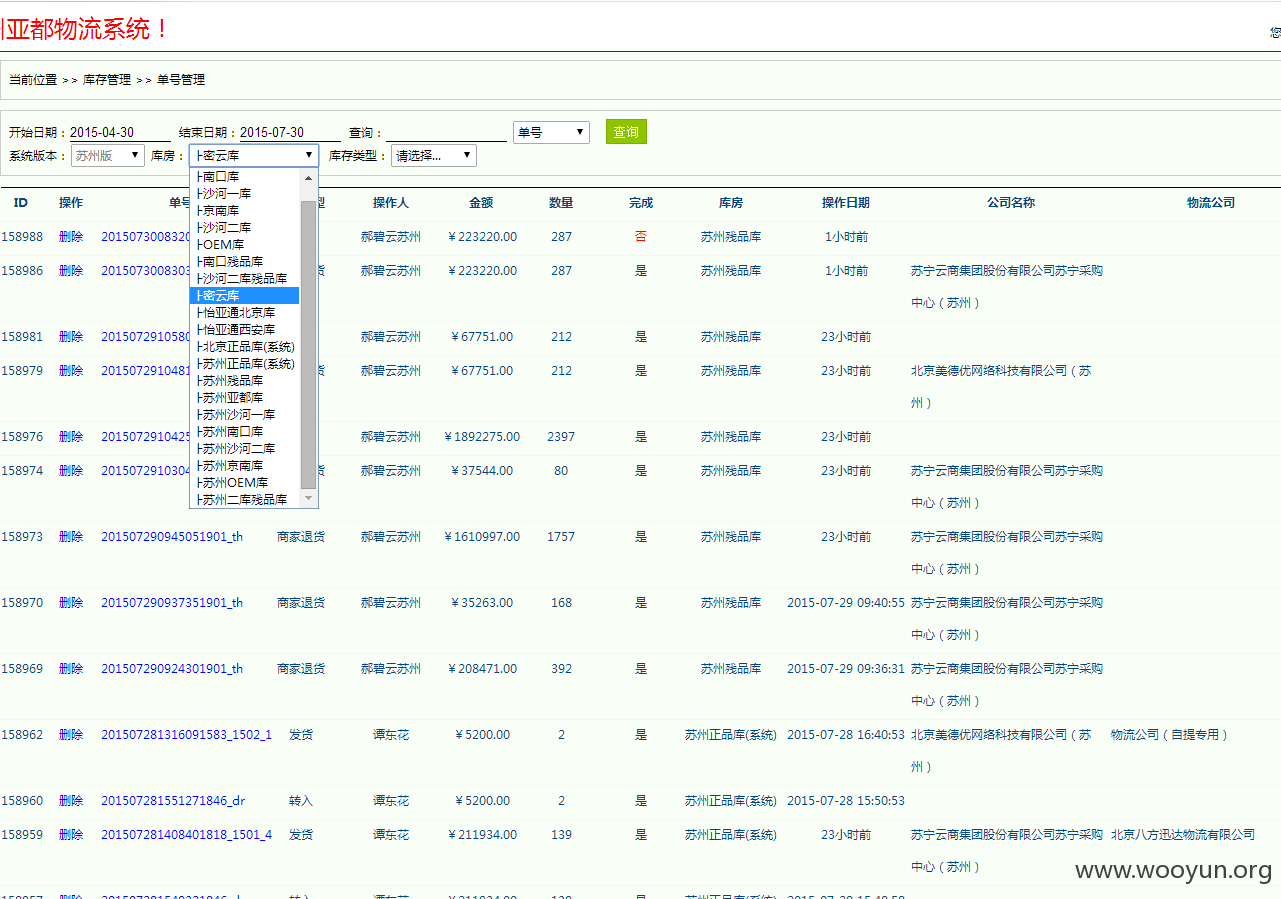 亚都物流系统！
您
当前位置 >> 库存管理 >> 单号管理
开始日期：2015-04-30 结束日期：2015-07-30 查询： 单号 查询
系统版本：苏州版 库房：├密云库 库存类型：请选择...
├南口库
├沙河一库
├京南库
├沙河二库
├OEM库
├南口残品库
├沙河二库残品库
├密云库
├怡亚通北京库
├怡亚通西安库
├北京正品库(系统)
├苏州正品库(系统)
├苏州残品库
├苏州亚都库
├苏州沙河一库
├苏州南口库
├苏州沙河二库
├苏州京南库
├苏州OEM库
├苏州二库残品库
ID 操作 单号 型 操作人 金额 数量 完成 库房 操作日期 公司名称 物流公司
158988 删除 2015073008320 郝碧云苏州 ￥223220.00 287 否 苏州残品库 1小时前
158986 删除 2015073008303 货 郝碧云苏州 ￥223220.00 287 是 苏州残品库 1小时前 苏宁云商集团股份有限公司苏宁采购
中心（苏州）
158981 删除 2015072910580 郝碧云苏州 ￥67751.00 212 是 苏州残品库 23小时前
158979 删除 2015072910481 货 郝碧云苏州 ￥67751.00 212 是 苏州残品库 23小时前 北京美德优网络科技有限公司（苏
州）
158976 删除 2015072910425 郝碧云苏州 ￥1892275.00 2397 是 苏州残品库 23小时前
158974 删除 2015072910304 货 郝碧云苏州 ￥37544.00 80 是 苏州残品库 23小时前 苏宁云商集团股份有限公司苏宁采购
中心（苏州）
158973 删除 201507290945051901_th 商家退货 郝碧云苏州 ￥1610997.00 1757 是 苏州残品库 23小时前 苏宁云商集团股份有限公司苏宁采购
中心（苏州）
158970 删除 201507290937351901_th 商家退货 郝碧云苏州 ￥35263.00 168 是 苏州残品库 2015-07-29 09:40:55 苏宁云商集团股份有限公司苏宁采购
中心（苏州）
158969 删除 201507290924301901_th 商家退货 郝碧云苏州 ￥208471.00 392 是 苏州残品库 2015-07-29 09:36:31 苏宁云商集团股份有限公司苏宁采购
中心（苏州）
158962 删除 201507281316091583_1502_1 发货 谭东花 ￥5200.00 2 是 苏州正品库(系统) 2015-07-28 16:40:53 北京美德优网络科技有限公司（苏 物流公司（自提专用）
州）
158960 删除 201507281551271846_dr 转入 谭东花 ￥5200.00 2 是 苏州正品库(系统) 2015-07-28 15:50:53
158959 删除 201507281408401818_1501_4 发货 谭东花 ￥211934.00 139 是 苏州正品库(系统) 23小时前 苏宁云商集团股份有限公司苏宁采购 北京八方迅达物流有限公司
中心（苏州）
www.wooyun.org